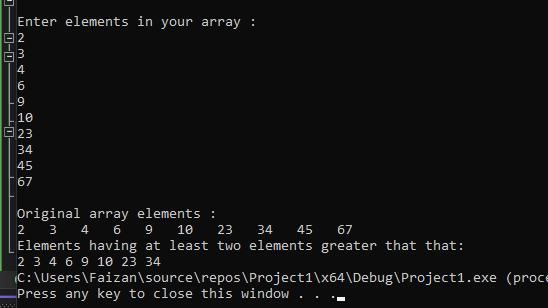 Enter elements in your array :
2
3
4
6
9
10
23
34
45
67
Original array elements :
2 3 4 6 9 10 23 34 45 67
Elements having at least two elements greater that that:
2 3 4 6 9 10 23 34
C:\Users\Faizan\source\repos\Project1\x64\Debug\Project1.exe (proce
Press any key to close this window . . .